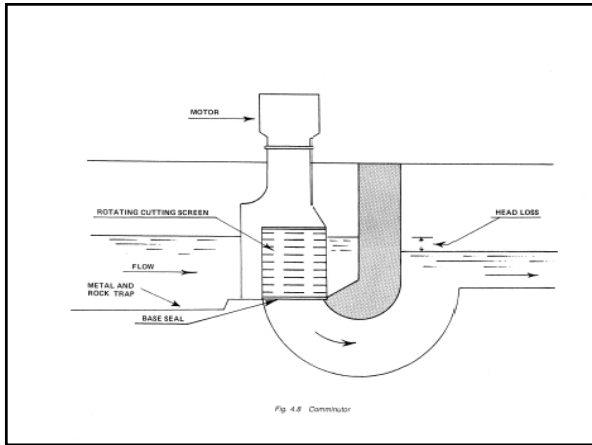 MOTOR
ROTATING CUTTING SCREEN
HEAD LOSS
FLOW
METAL AND
ROCK TRAP
BASE SEAL
Fig. 4.8 Comminutor